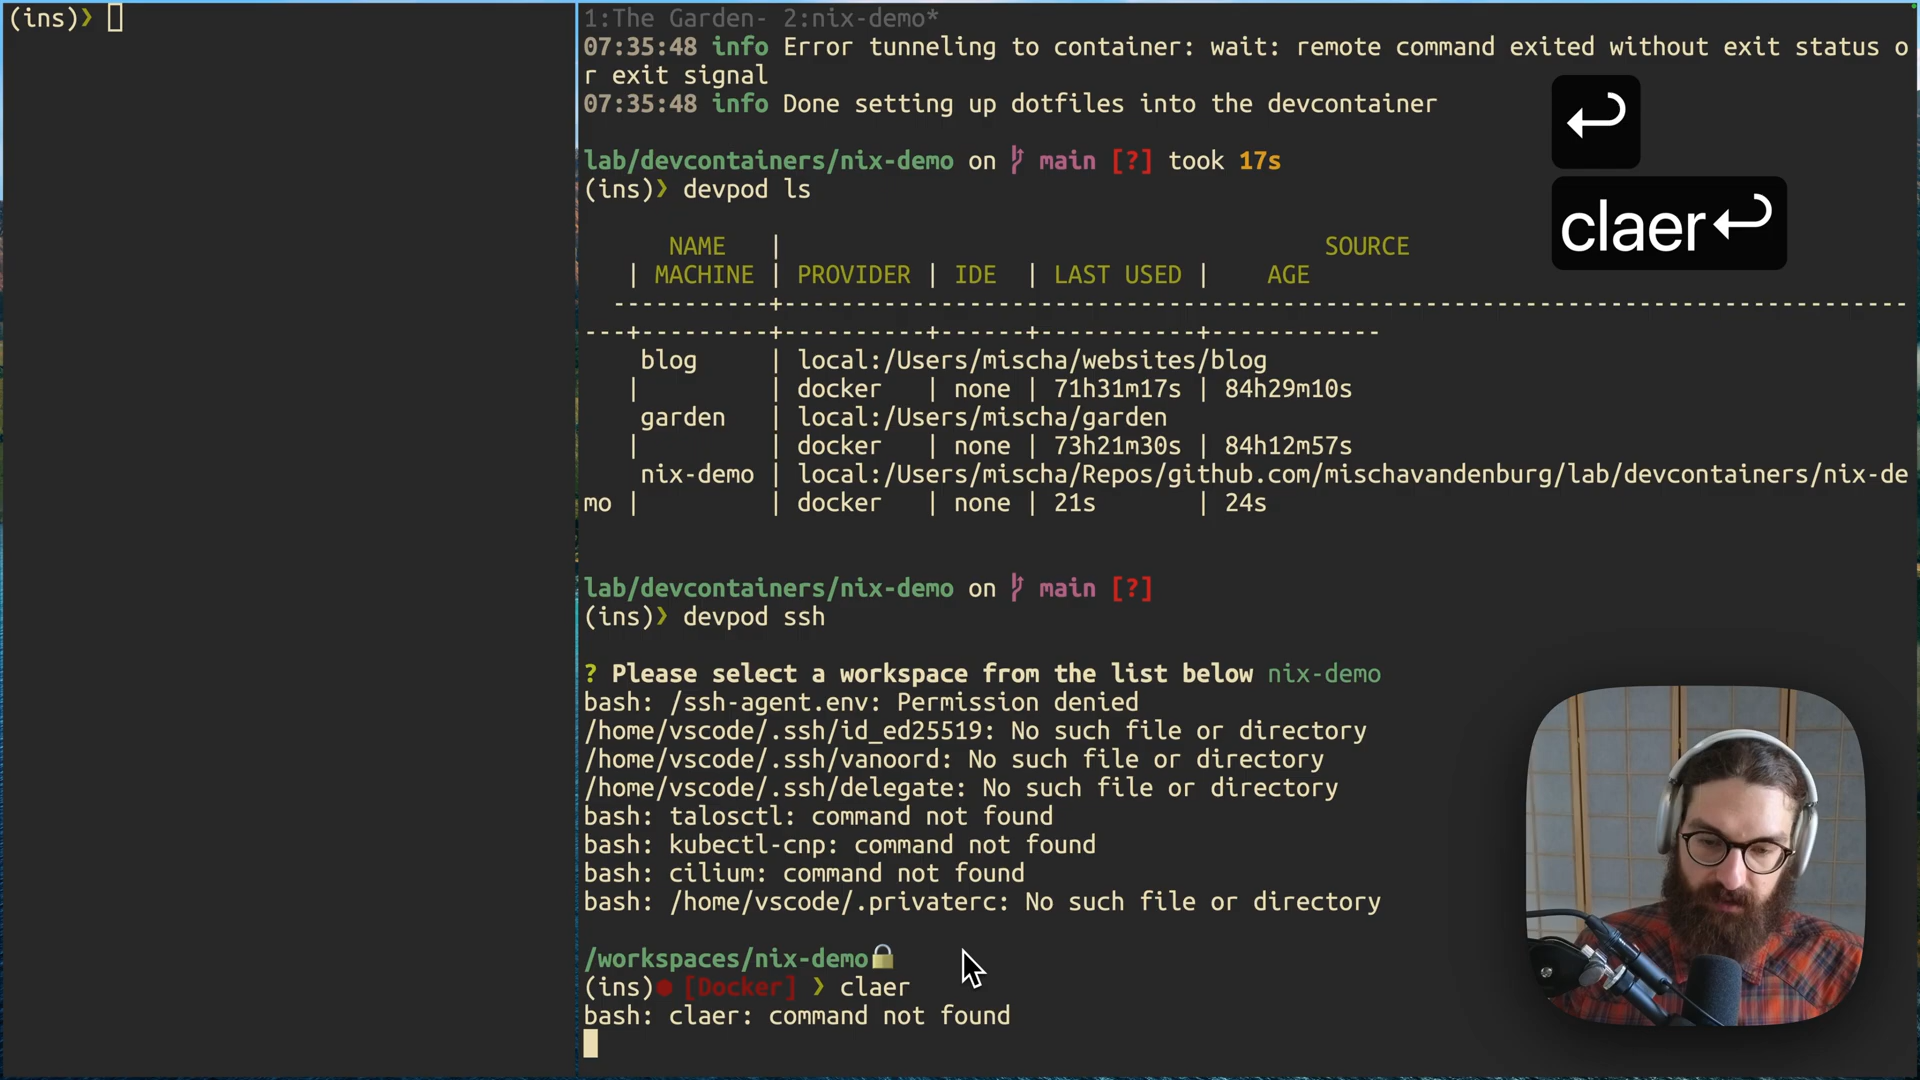 (ins)❯
1:The Garden- 2:nix-demo*
07:35:48 info Error tunneling to container: wait: remote command exited without exit status o
r exit signal
07:35:48 info Done setting up dotfiles into the devcontainer
lab/devcontainers/nix-demo on main [?] took 17s
(ins)❯ devpod ls
NAME | SOURCE
| MACHINE | PROVIDER | IDE | LAST USED | AGE
-----------+--------------------------------------------------------------------------------
---+---------+----------+------+-----------+------------
blog | local:/Users/mischa/websites/blog
| | docker | none | 71h31m17s | 84h29m10s
garden | local:/Users/mischa/garden
| | docker | none | 73h21m30s | 84h12m57s
nix-demo | local:/Users/mischa/Repos/github.com/mischavandenburg/lab/devcontainers/nix-de
mo | | docker | none | 21s | 24s
lab/devcontainers/nix-demo on main [?]
(ins)❯ devpod ssh
? Please select a workspace from the list below nix-demo
bash: /ssh-agent.env: Permission denied
/home/vscode/.ssh/id_ed25519: No such file or directory
/home/vscode/.ssh/vanoord: No such file or directory
/home/vscode/.ssh/delegate: No such file or directory
bash: talosctl: command not found
bash: kubectl-cnp: command not found
bash: cilium: command not found
bash: /home/vscode/.privaterc: No such file or directory
/workspaces/nix-demo🔒
(ins)● [Docker] ❯ claer
bash: claer: command not found
↩
claer↩